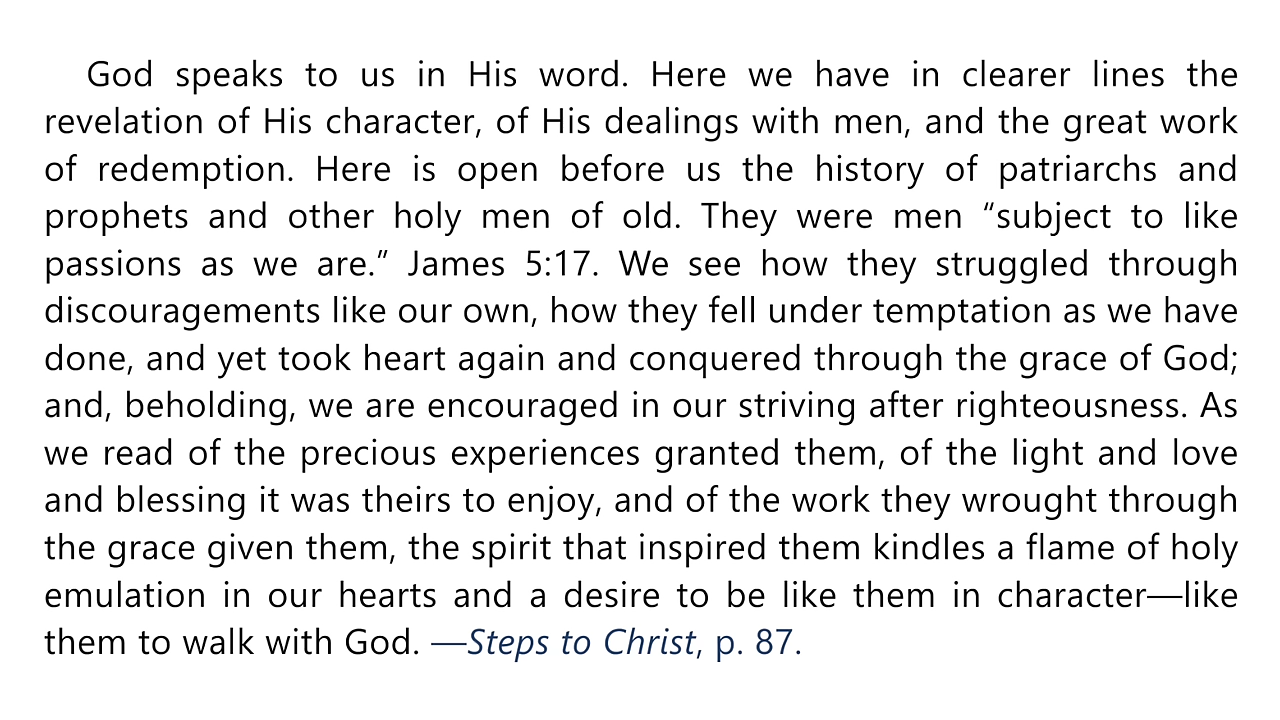 God speaks to us in His word. Here we have in clearer lines the
revelation of His character, of His dealings with men, and the great work
of redemption. Here is open before us the history of patriarchs and
prophets and other holy men of old. They were men “subject to like
passions as we are.” James 5:17. We see how they struggled through
discouragements like our own, how they fell under temptation as we have
done, and yet took heart again and conquered through the grace of God;
and, beholding, we are encouraged in our striving after righteousness. As
we read of the precious experiences granted them, of the light and love
and blessing it was theirs to enjoy, and of the work they wrought through
the grace given them, the spirit that inspired them kindles a flame of holy
emulation in our hearts and a desire to be like them in character—like
them to walk with God. —Steps to Christ, p. 87.